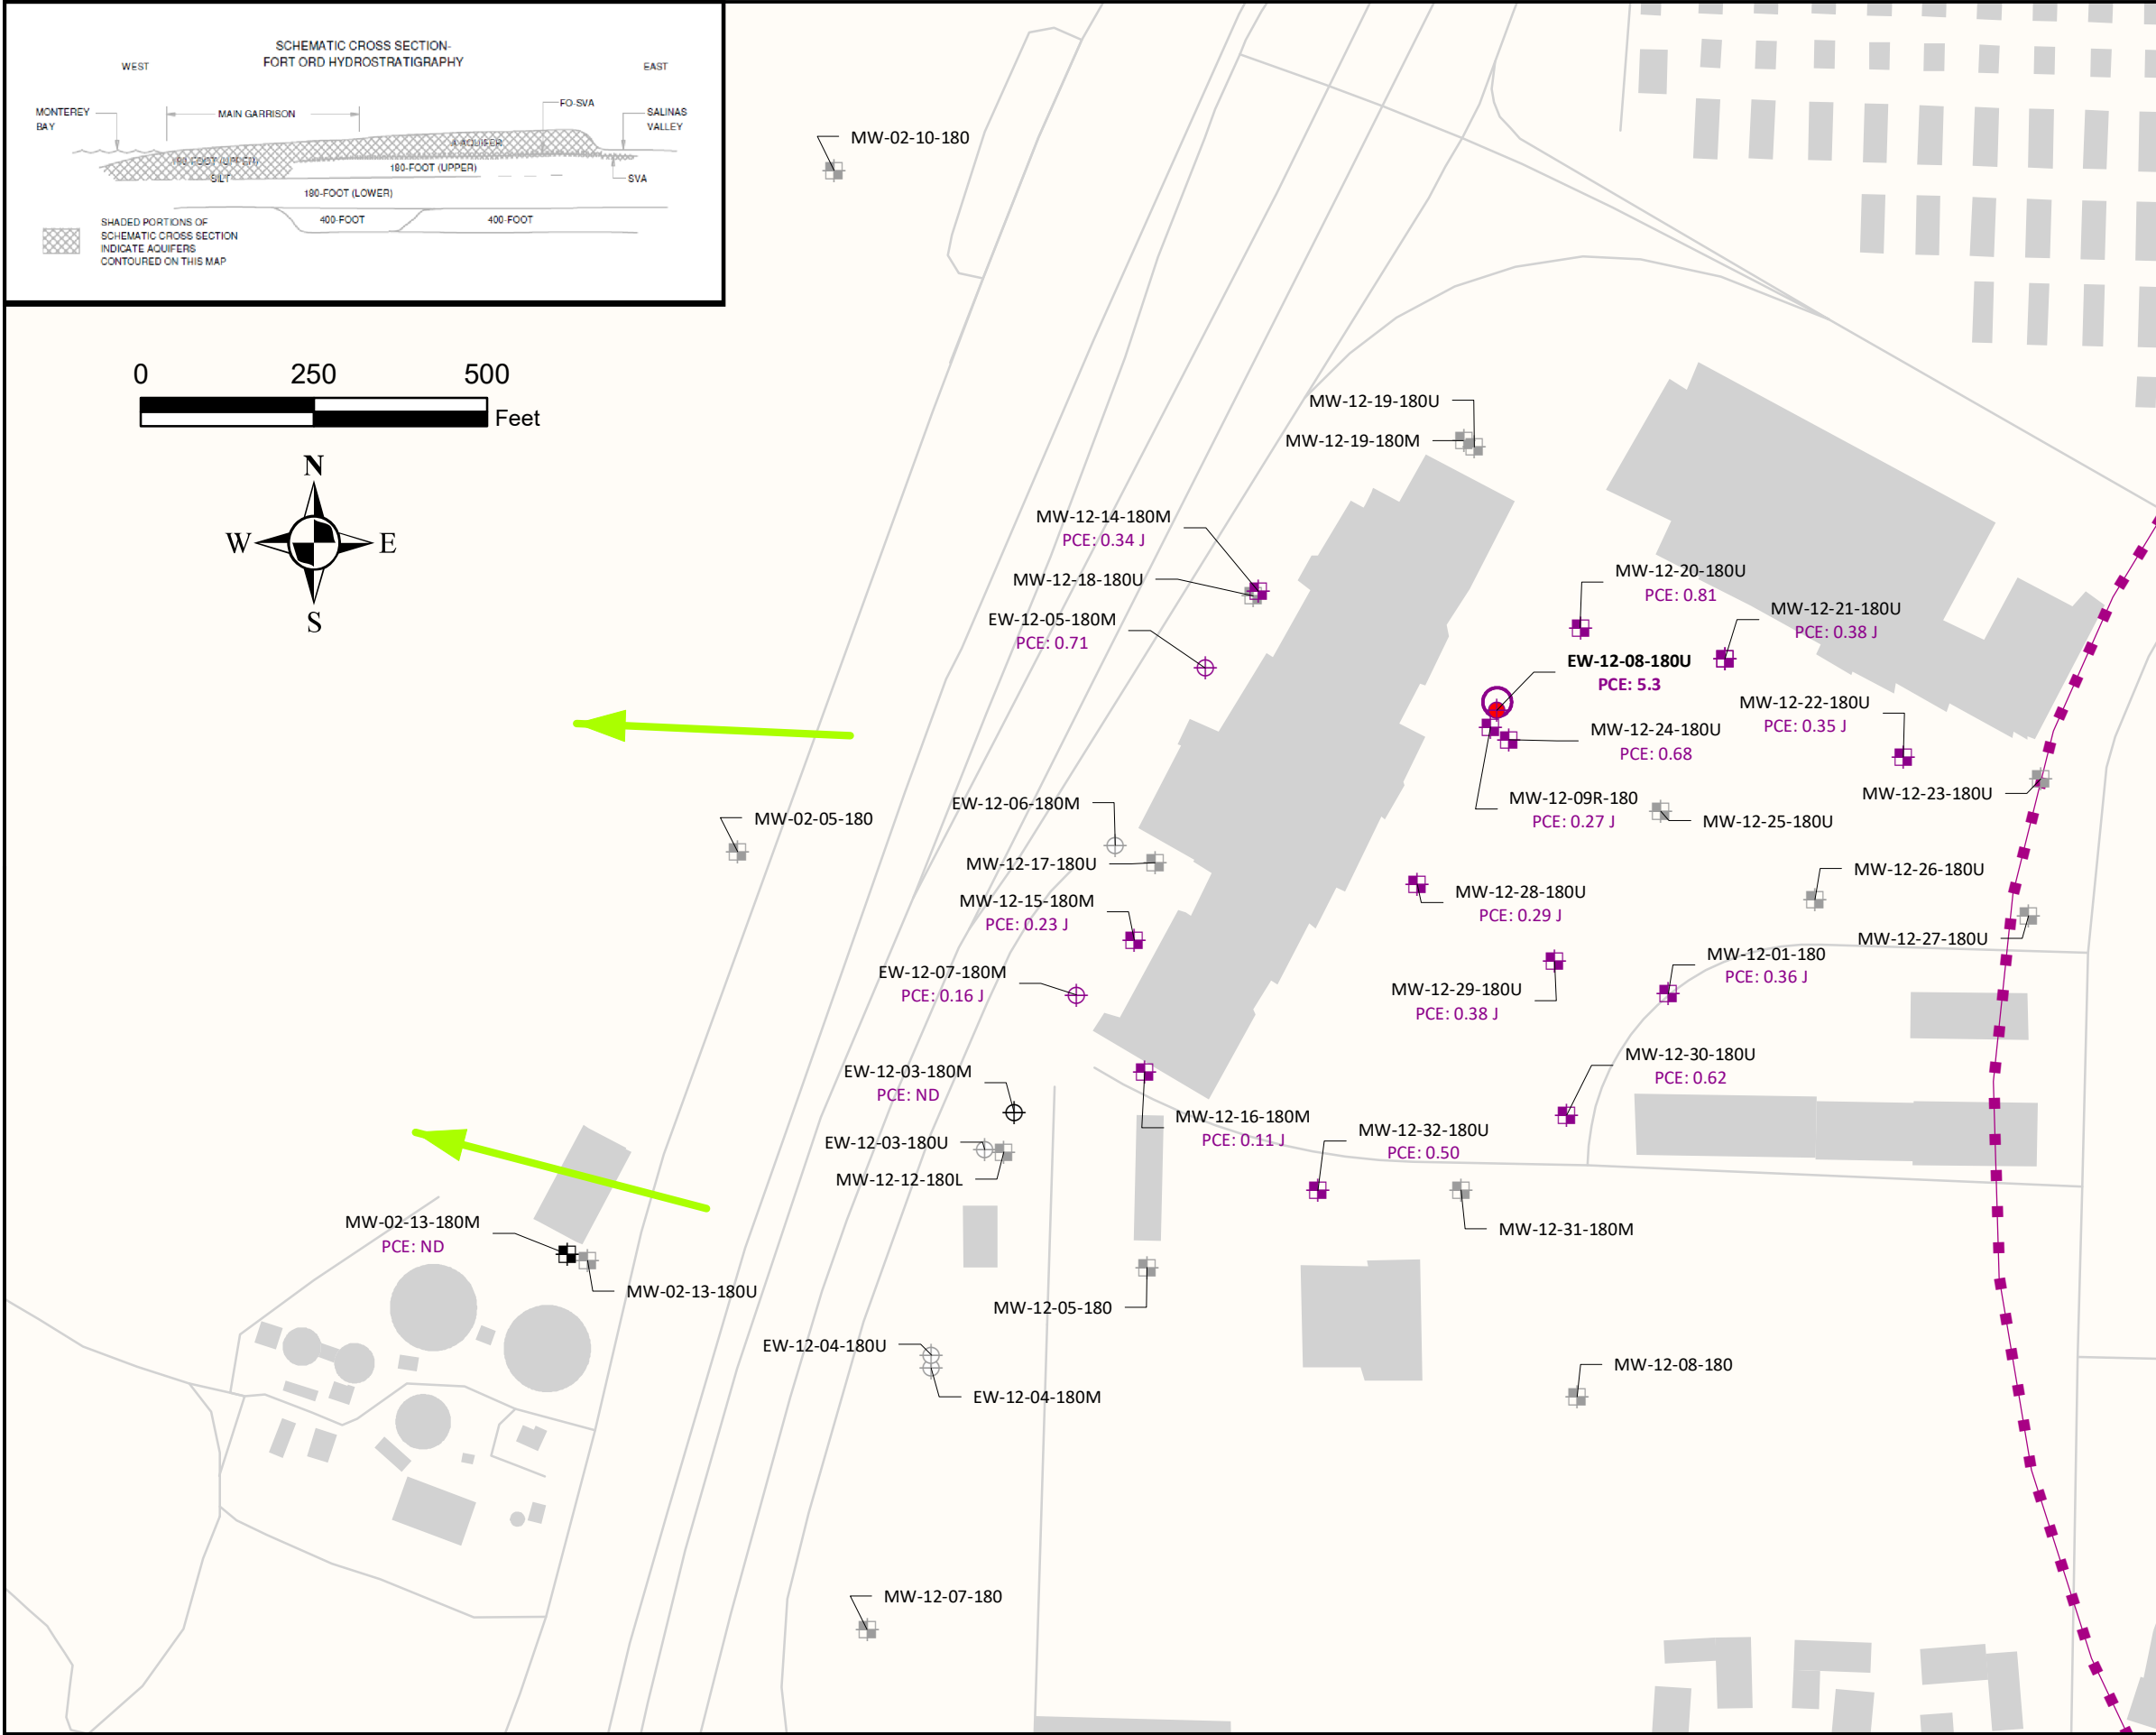 SCHEMATIC CROSS SECTION-
FORT ORD HYDROSTRATIGRAPHY
WEST
EAST
MONTEREY
BAY
MAIN GARRISON
FO-SVA
SALINAS
VALLEY
A-AQUIFER
180-FOOT (UPPER)
180-FOOT (UPPER)
SILT
SVA
180-FOOT (LOWER)
400-FOOT
400-FOOT
SHADED PORTIONS OF
SCHEMATIC CROSS SECTION
INDICATE AQUIFERS
CONTOURED ON THIS MAP
0 250 500
Feet
N
W E
S
MW-02-10-180
MW-12-19-180U
MW-12-19-180M
MW-12-14-180M
PCE: 0.34 J
MW-12-18-180U
EW-12-05-180M
PCE: 0.71
MW-12-20-180U
PCE: 0.81
MW-12-21-180U
PCE: 0.38 J
EW-12-08-180U
PCE: 5.3
MW-12-22-180U
PCE: 0.35 J
MW-12-24-180U
PCE: 0.68
MW-12-23-180U
MW-12-09R-180
PCE: 0.27 J
MW-12-25-180U
EW-12-06-180M
MW-02-05-180
MW-12-17-180U
MW-12-26-180U
MW-12-28-180U
PCE: 0.29 J
MW-12-15-180M
PCE: 0.23 J
MW-12-27-180U
MW-12-01-180
PCE: 0.36 J
EW-12-07-180M
PCE: 0.16 J
MW-12-29-180U
PCE: 0.38 J
MW-12-30-180U
PCE: 0.62
EW-12-03-180M
PCE: ND
MW-12-16-180M
PCE: 0.11 J
MW-12-32-180U
PCE: 0.50
EW-12-03-180U
MW-12-12-180L
MW-02-13-180M
PCE: ND
MW-12-31-180M
MW-02-13-180U
MW-12-05-180
EW-12-04-180U
MW-12-08-180
EW-12-04-180M
MW-12-07-180